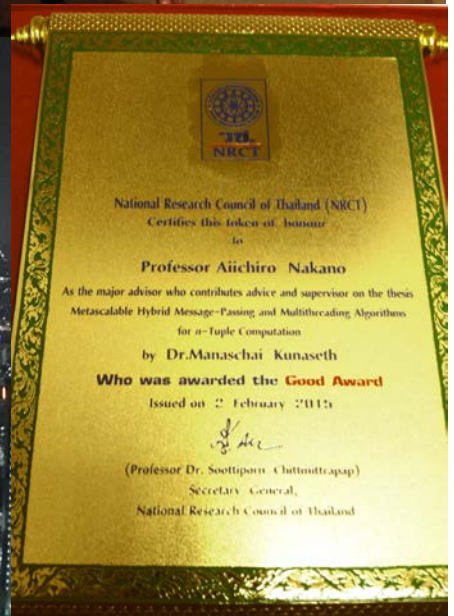 วช.
NRCT
National Research Council of Thailand (NRCT)
Certifies this token of honour
to
Professor Aiichiro Nakano
As the major advisor who contributes advice and supervisor on the thesis
Metascalable Hybrid Message-Passing and Multithreading Algorithms
for n-Tuple Computation
by Dr.Manaschai Kunaseth
Who was awarded the Good Award
Issued on 2 February 2015
(Professor Dr. Soottiporn Chittmittrapap)
Secretary General,
National Research Council of Thailand